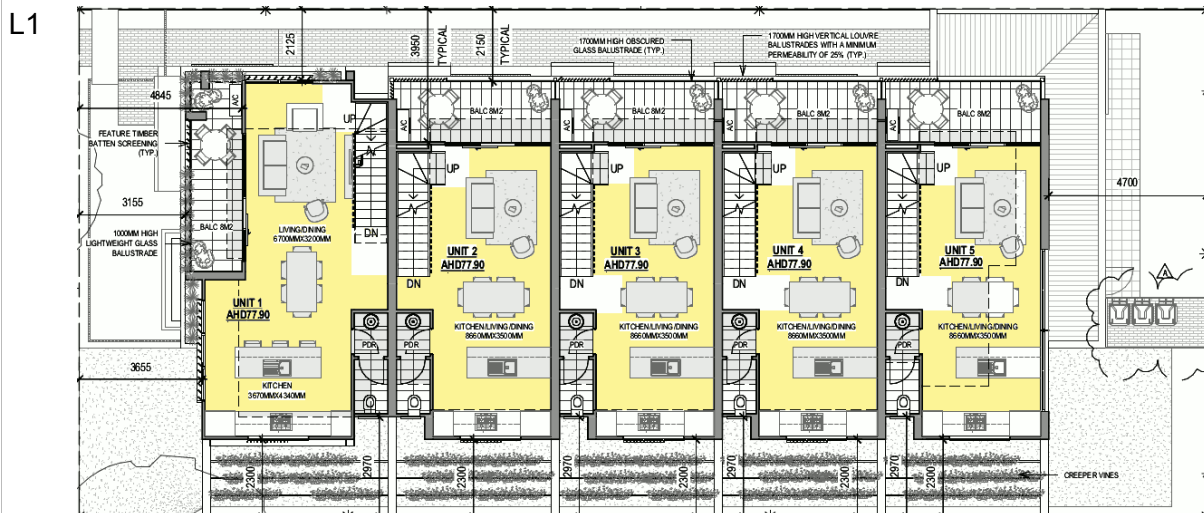 L1
2125
3950
TYPICAL
2150
TYPICAL
1700MM HIGH OBSCURED
GLASS BALUSTRADE (TYP.)
1700MM HIGH VERTICAL LOUVRE
BALUSTRADES WITH A MINIMUM
PERMEABILITY OF 25% (TYP.)
4845
A/C
UP
A/C
BALC 8M2
A/C
BALC 8M2
A/C
BALC 8M2
A/C
BALC 8M2
FEATURE TIMBER
BATTEN SCREENING
(TYP.)
UP
UP
UP
UP
4700
3155
BALC 8M2
LIVING/DINING
6700MMX3200MM
DN
1000MM HIGH
LIGHTWEIGHT GLASS
BALUSTRADE
UNIT 2
AHD77.90
UNIT 3
AHD77.90
UNIT 4
AHD77.90
UNIT 5
AHD77.90
A
DN
DN
DN
DN
UNIT 1
AHD77.90
KITCHEN/LIVING/DINING
8660MMX3500MM
KITCHEN/LIVING/DINING
8660MMX3500MM
KITCHEN/LIVING/DINING
8660MMX3500MM
KITCHEN/LIVING/DINING
8660MMX3500MM
PDR
PDR
PDR
PDR
PDR
3655
KITCHEN
3670MMX4340MM
2300
2970
2300
2970
2300
2970
2300
2970
2300
CREEPER VINES